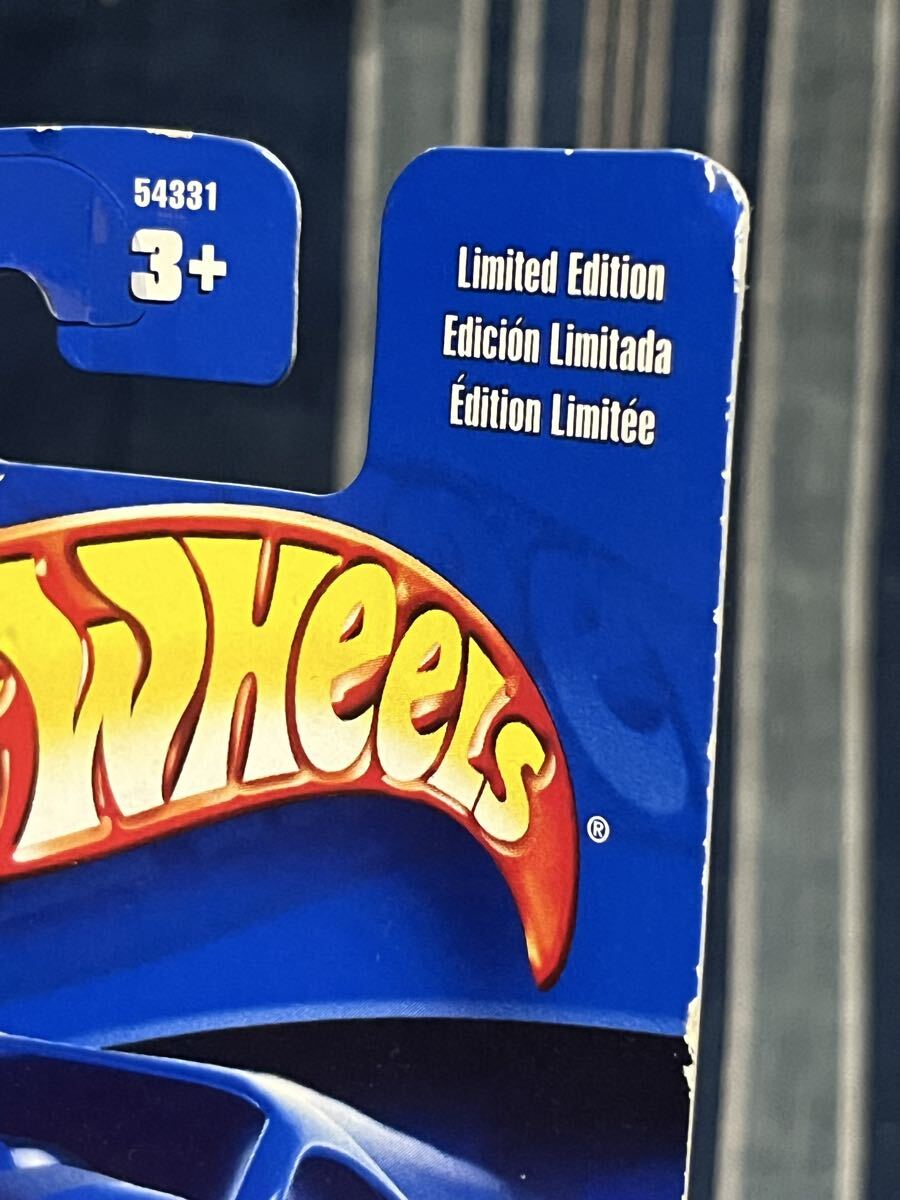 54331
3+
Limited Edition
Edición Limitada
Édition Limitée
Wheels
®